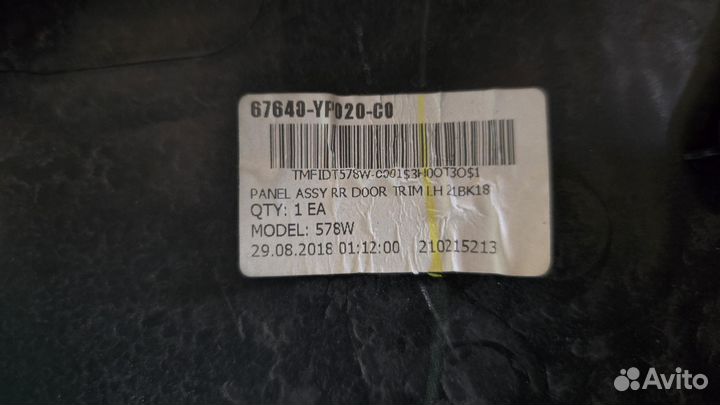 67640-YP020-C0
TMFIDT578W-0001$3H0OT3O$1
PANEL ASSY RR DOOR TRIM LH 21BK18
QTY: 1 EA
MODEL: 578W
29.08.2018 01:12:00 210215213
Avito